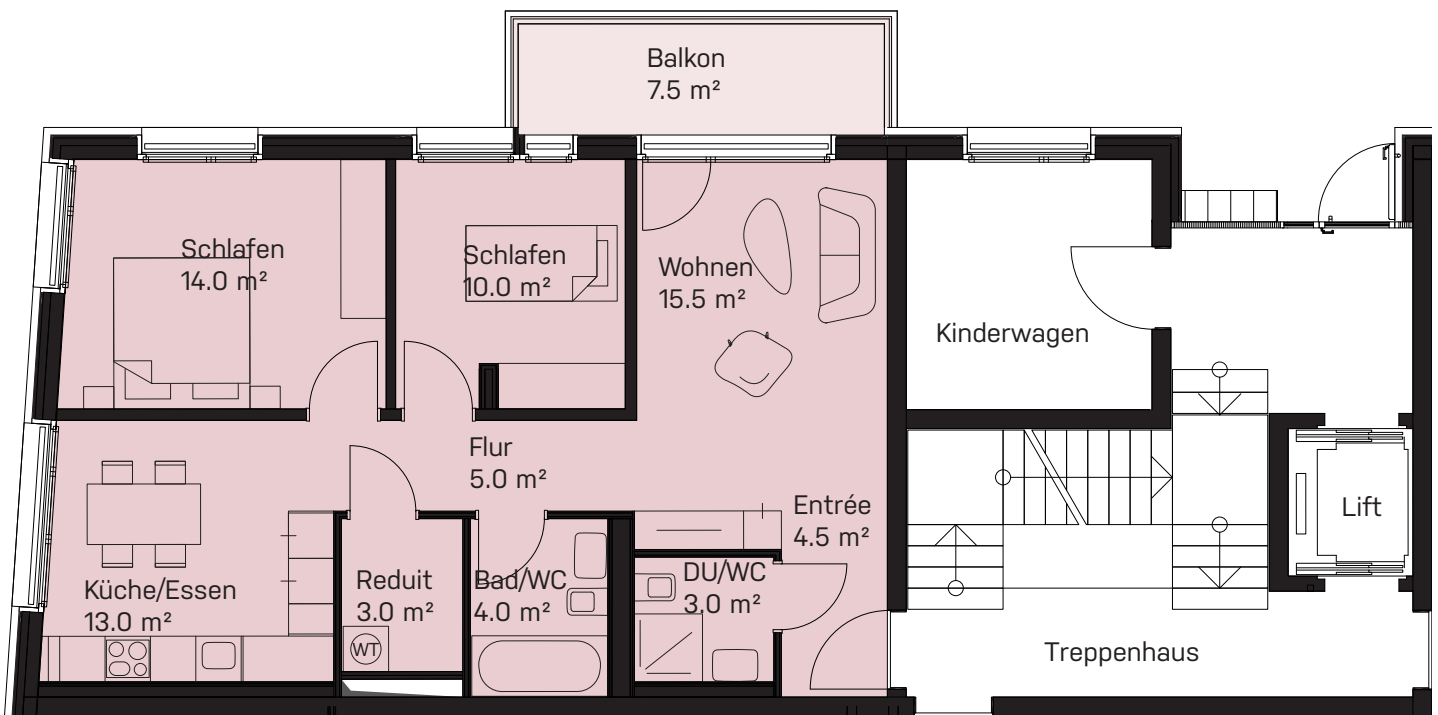 Balkon
7.5 m²
Schlafen
14.0 m²
Schlafen
10.0 m²
Wohnen
15.5 m²
Kinderwagen
Flur
5.0 m²
Entrée
4.5 m²
Lift
Küche/Essen
13.0 m²
Reduit
3.0 m²
WT
Bad/WC
4.0 m²
DU/WC
3.0 m²
Treppenhaus